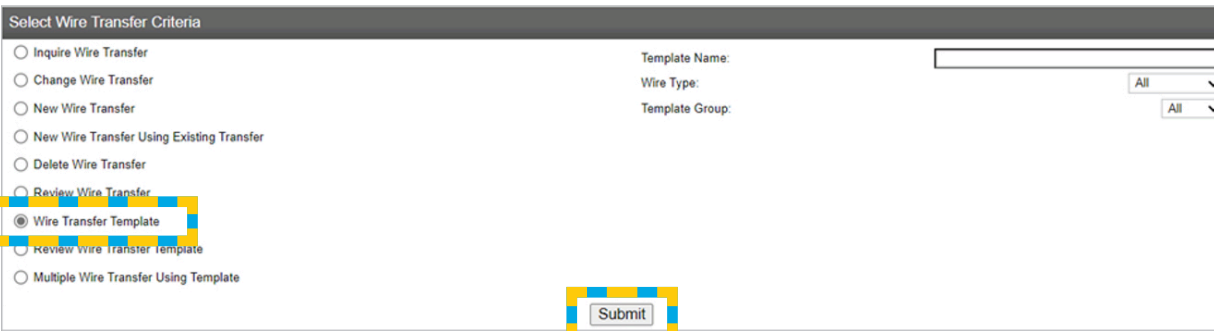 Select Wire Transfer Criteria
Inquire Wire Transfer
Change Wire Transfer
New Wire Transfer
New Wire Transfer Using Existing Transfer
Delete Wire Transfer
Review Wire Transfer
Wire Transfer Template
Review Wire Transfer Template
Multiple Wire Transfer Using Template
Template Name:
Wire Type: All
Template Group: All
Submit